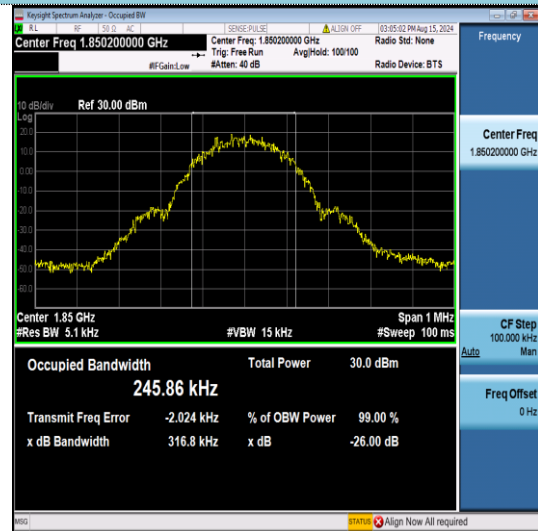 Keysight Spectrum Analyzer - Occupied BW
RL RF 50 Ω AC SENSE:PULSE ALIGN OFF 03:05:02 PM Aug 15, 2024
Center Freq 1.850200000 GHz
Center Freq: 1.850200000 GHz
Radio Std: None
Trig: Free Run Avg|Hold: 100/100
#IFGain:Low #Atten: 40 dB Radio Device: BTS
10 dB/div Ref 30.00 dBm
Log
20.0
10.0
0.00
-10.0
-20.0
-30.0
-40.0
-50.0
-60.0
Center 1.85 GHz Span 1 MHz
#Res BW 5.1 kHz #VBW 15 kHz #Sweep 100 ms
Occupied Bandwidth Total Power 30.0 dBm
245.86 kHz
Transmit Freq Error -2.024 kHz % of OBW Power 99.00 %
x dB Bandwidth 316.8 kHz x dB -26.00 dB
Frequency
Center Freq
1.850200000 GHz
CF Step
100.000 kHz
Auto Man
Freq Offset
0 Hz
MSG STATUS Align Now All required